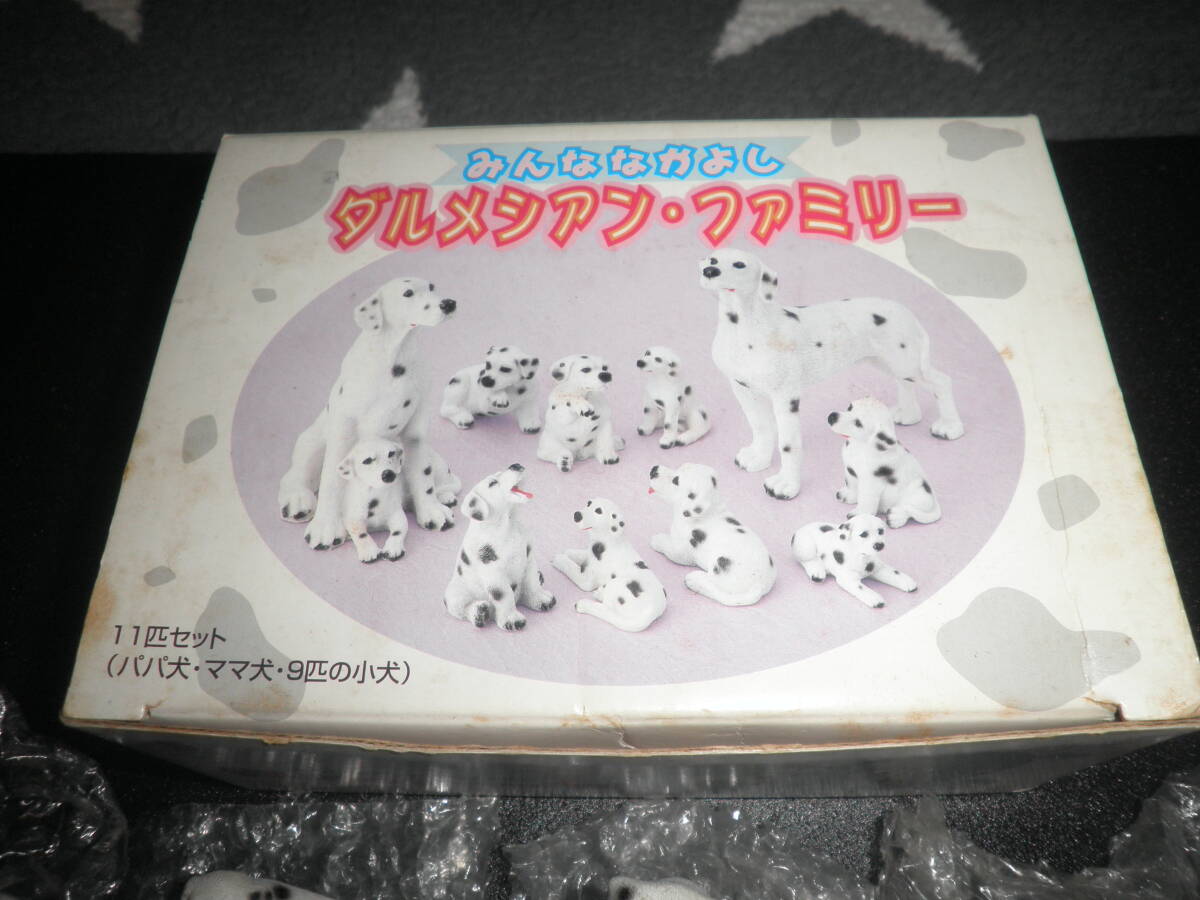 みんななかよし
ダルメシアン・ファミリー
11匹セット
(パパ犬・ママ犬・9匹の小犬)